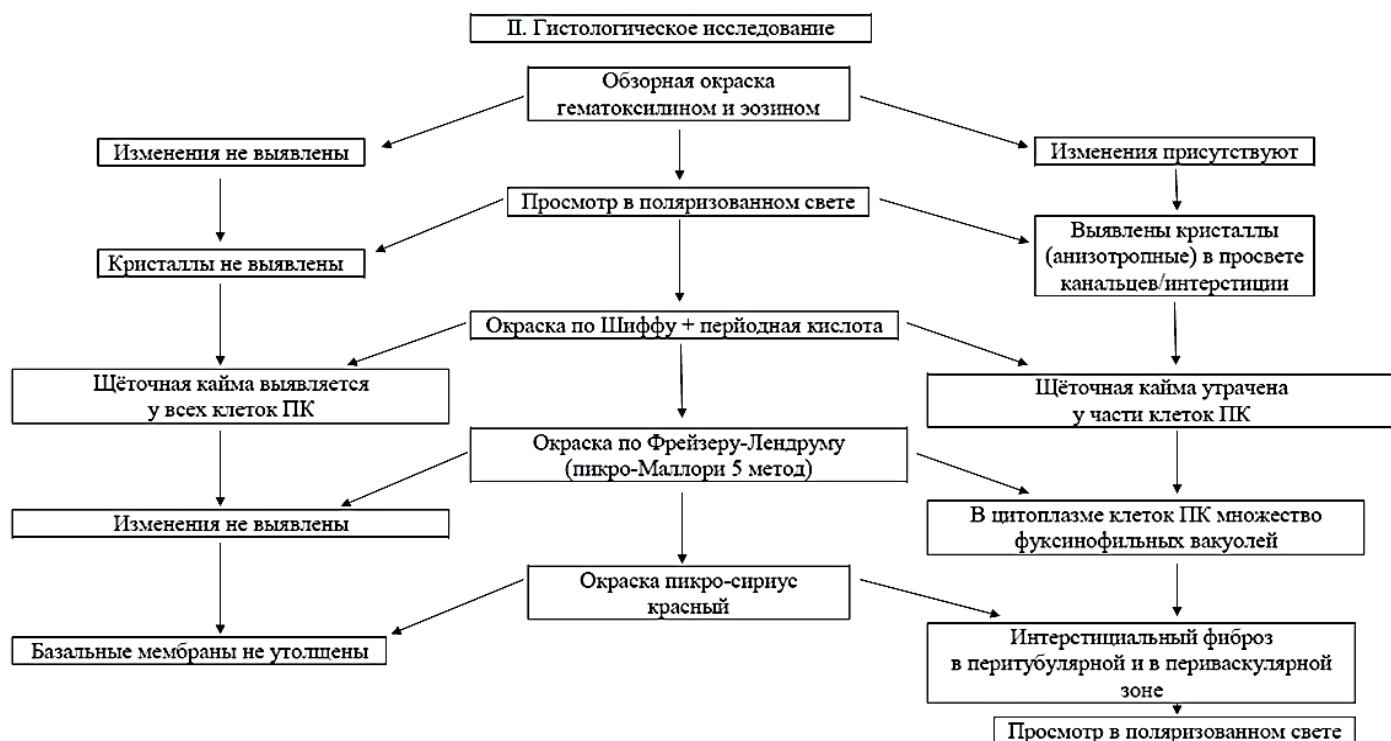 II. Гистологическое исследование
Обзорная окраска
гематоксилином и эозином
Изменения не выявлены
Изменения присутствуют
Просмотр в поляризованном свете
Кристаллы не выявлены
Выявлены кристаллы
(анизотропные) в просвете
канальцев/интерстиции
Окраска по Шиффу + перйодная кислота
Щёточная кайма выявляется
у всех клеток ПК
Щёточная кайма утрачена
у части клеток ПК
Окраска по Фрейзеру-Лендруму
(пикро-Маллори 5 метод)
Изменения не выявлены
В цитоплазме клеток ПК множество
фуксинофильных вакуолей
Окраска пикро-сириус
красный
Базальные мембраны не утолщены
Интерстициальный фиброз
в перитубулярной и в периваскулярной
зоне
Просмотр в поляризованном свете